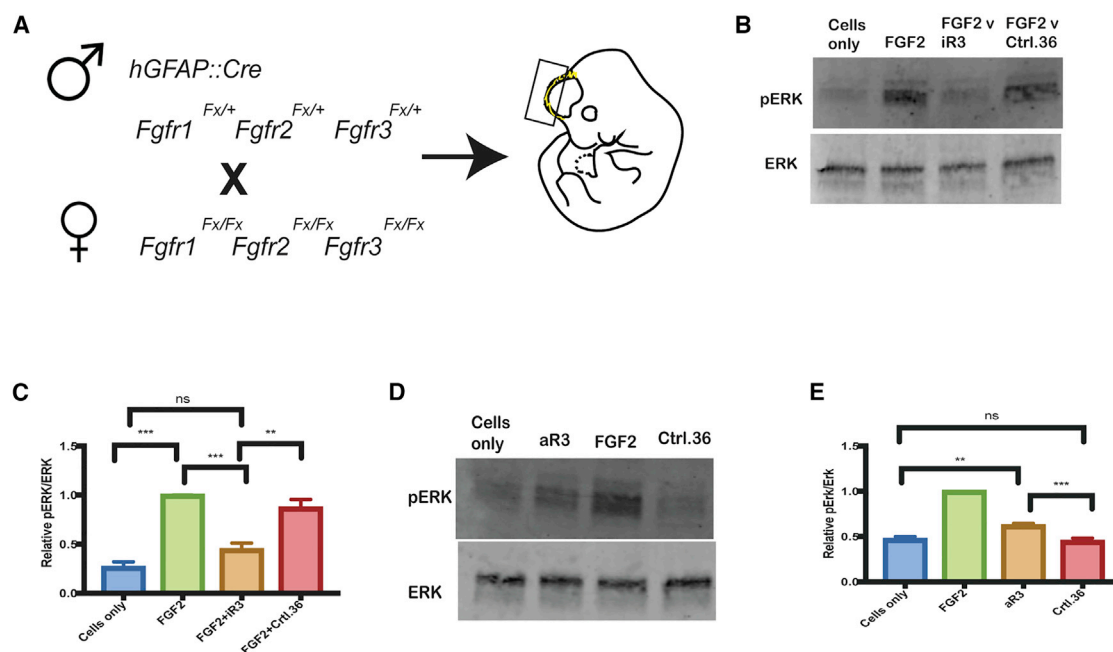 A
♂ hGFAP::Cre
Fgfr1 Fx/+ Fgfr2 Fx/+ Fgfr3 Fx/+
X
♀ Fgfr1 Fx/Fx Fgfr2 Fx/Fx Fgfr3 Fx/Fx
B
Cells only FGF2 FGF2 v iR3 FGF2 v Ctrl.36
pERK
ERK
C
ns
*** **
***
Relative pERK/ERK
1.5
1.0
0.5
0.0
Cells only FGF2 FGF2+iR3 FGF2+Crtl.36
D
Cells only aR3 FGF2 Ctrl.36
pERK
ERK
E
ns
**
***
Relative pErk/Erk
1.5
1.0
0.5
0.0
Cells only FGF2 aR3 Crtl.36